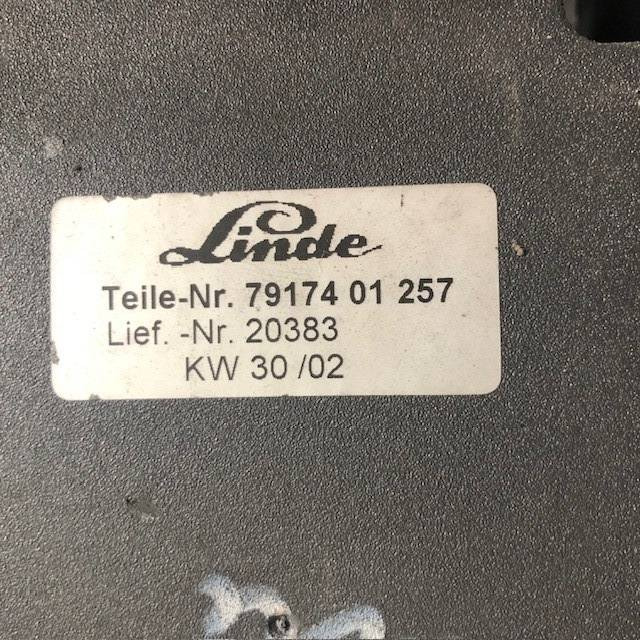 Linde
Teile-Nr. 79174 01 257
Lief. -Nr. 20383
KW 30 /02